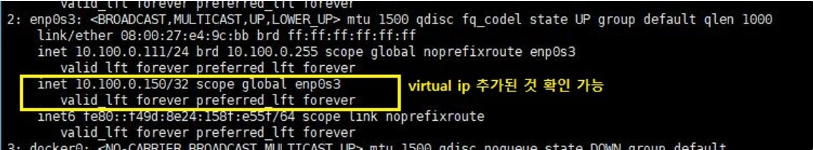 valid_lft forever preferred_lft forever
2: enp0s3: <BROADCAST,MULTICAST,UP,LOWER_UP> mtu 1500 qdisc fq_codel state UP group default qlen 1000
link/ether 08:00:27:e4:9c:bb brd ff:ff:ff:ff:ff:ff
inet 10.100.0.111/24 brd 10.100.0.255 scope global noprefixroute enp0s3
valid_lft forever preferred_lft forever
inet 10.100.0.150/32 scope global enp0s3
virtual ip 추가된 것 확인 가능
valid_lft forever preferred_lft forever
inet6 fe80::f49d:8e24:158f:e55f/64 scope link noprefixroute
valid_lft forever preferred_lft forever
3: docker0: <NO-CARRIER,BROADCAST,MULTICAST,UP> mtu 1500 qdisc noqueue state DOWN group default